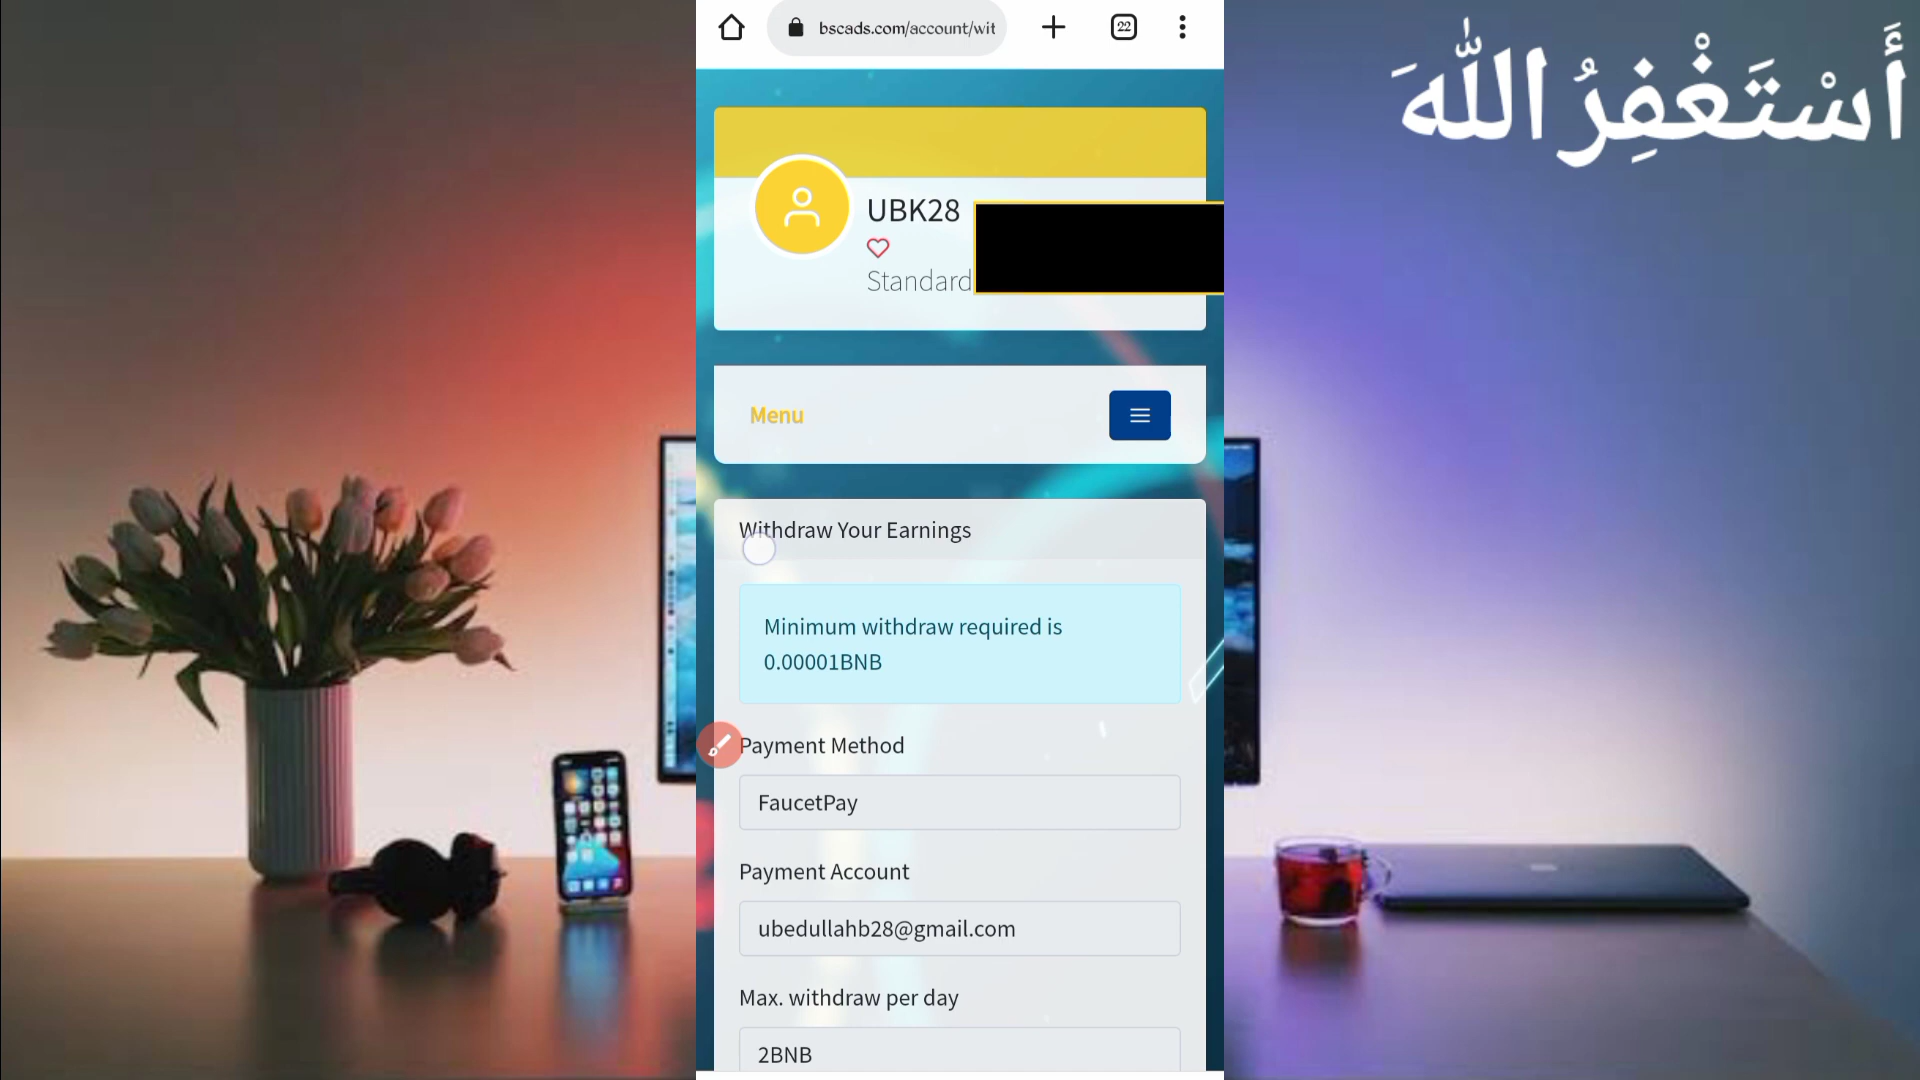 bscads.com/account/wit
22
أَسْتَغْفِرُ اللّٰهَ
UBK28
Standard
Menu
Withdraw Your Earnings
Minimum withdraw required is
0.00001BNB
Payment Method
FaucetPay
Payment Account
ubedullahb28@gmail.com
Max. withdraw per day
2BNB